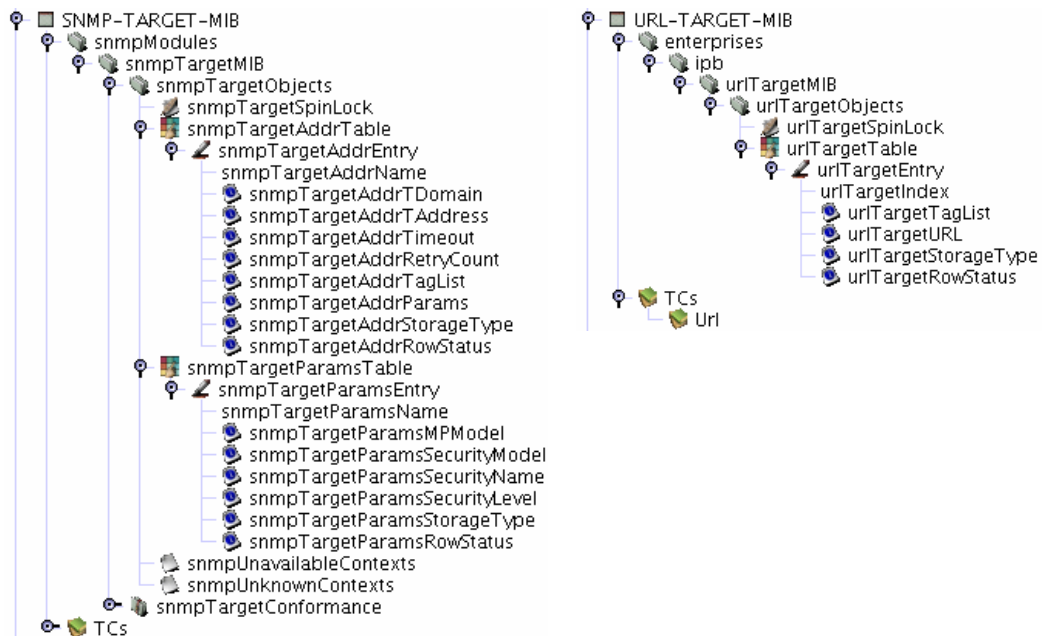 SNMP-TARGET-MIB
snmpModules
snmpTargetMIB
snmpTargetObjects
snmpTargetSpinLock
snmpTargetAddrTable
snmpTargetAddrEntry
snmpTargetAddrName
snmpTargetAddrTDomain
snmpTargetAddrTAddress
snmpTargetAddrTimeout
snmpTargetAddrRetryCount
snmpTargetAddrTagList
snmpTargetAddrParams
snmpTargetAddrStorageType
snmpTargetAddrRowStatus
snmpTargetParamsTable
snmpTargetParamsEntry
snmpTargetParamsName
snmpTargetParamsMPModel
snmpTargetParamsSecurityModel
snmpTargetParamsSecurityName
snmpTargetParamsSecurityLevel
snmpTargetParamsStorageType
snmpTargetParamsRowStatus
snmpUnavailableContexts
snmpUnknownContexts
snmpTargetConformance
TCs
URL-TARGET-MIB
enterprises
ipb
urlTargetMIB
urlTargetObjects
urlTargetSpinLock
urlTargetTable
urlTargetEntry
urlTargetIndex
urlTargetTagList
urlTargetURL
urlTargetStorageType
urlTargetRowStatus
TCs
Url